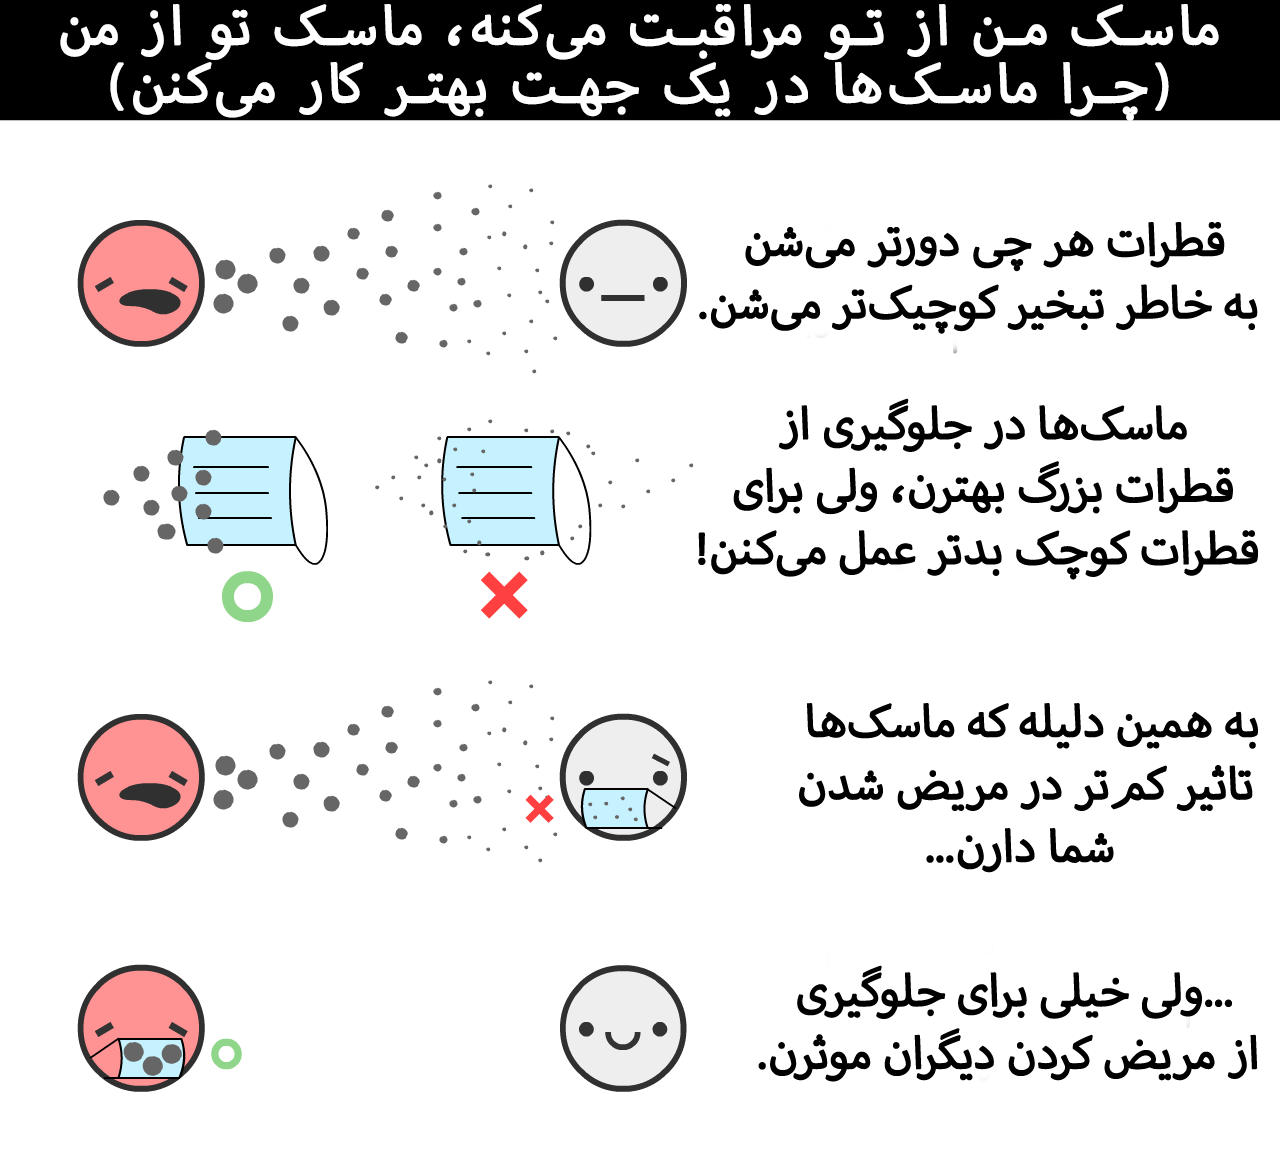 ماسک من از تو مراقبت می‌کنه، ماسک تو از من
(چرا ماسک‌ها در یک جهت بهتر کار می‌کنن)
قطرات هر چی دورتر می‌شن
به خاطر تبخیر کوچیک‌تر می‌شن.
ماسک‌ها در جلوگیری از
قطرات بزرگ بهترن، ولی برای
قطرات کوچک بدتر عمل می‌کنن!
به همین دلیله که ماسک‌ها
تاثیر کم‌تر در مریض شدن
شما دارن...
...ولی خیلی برای جلوگیری
از مریض کردن دیگران موثرن.